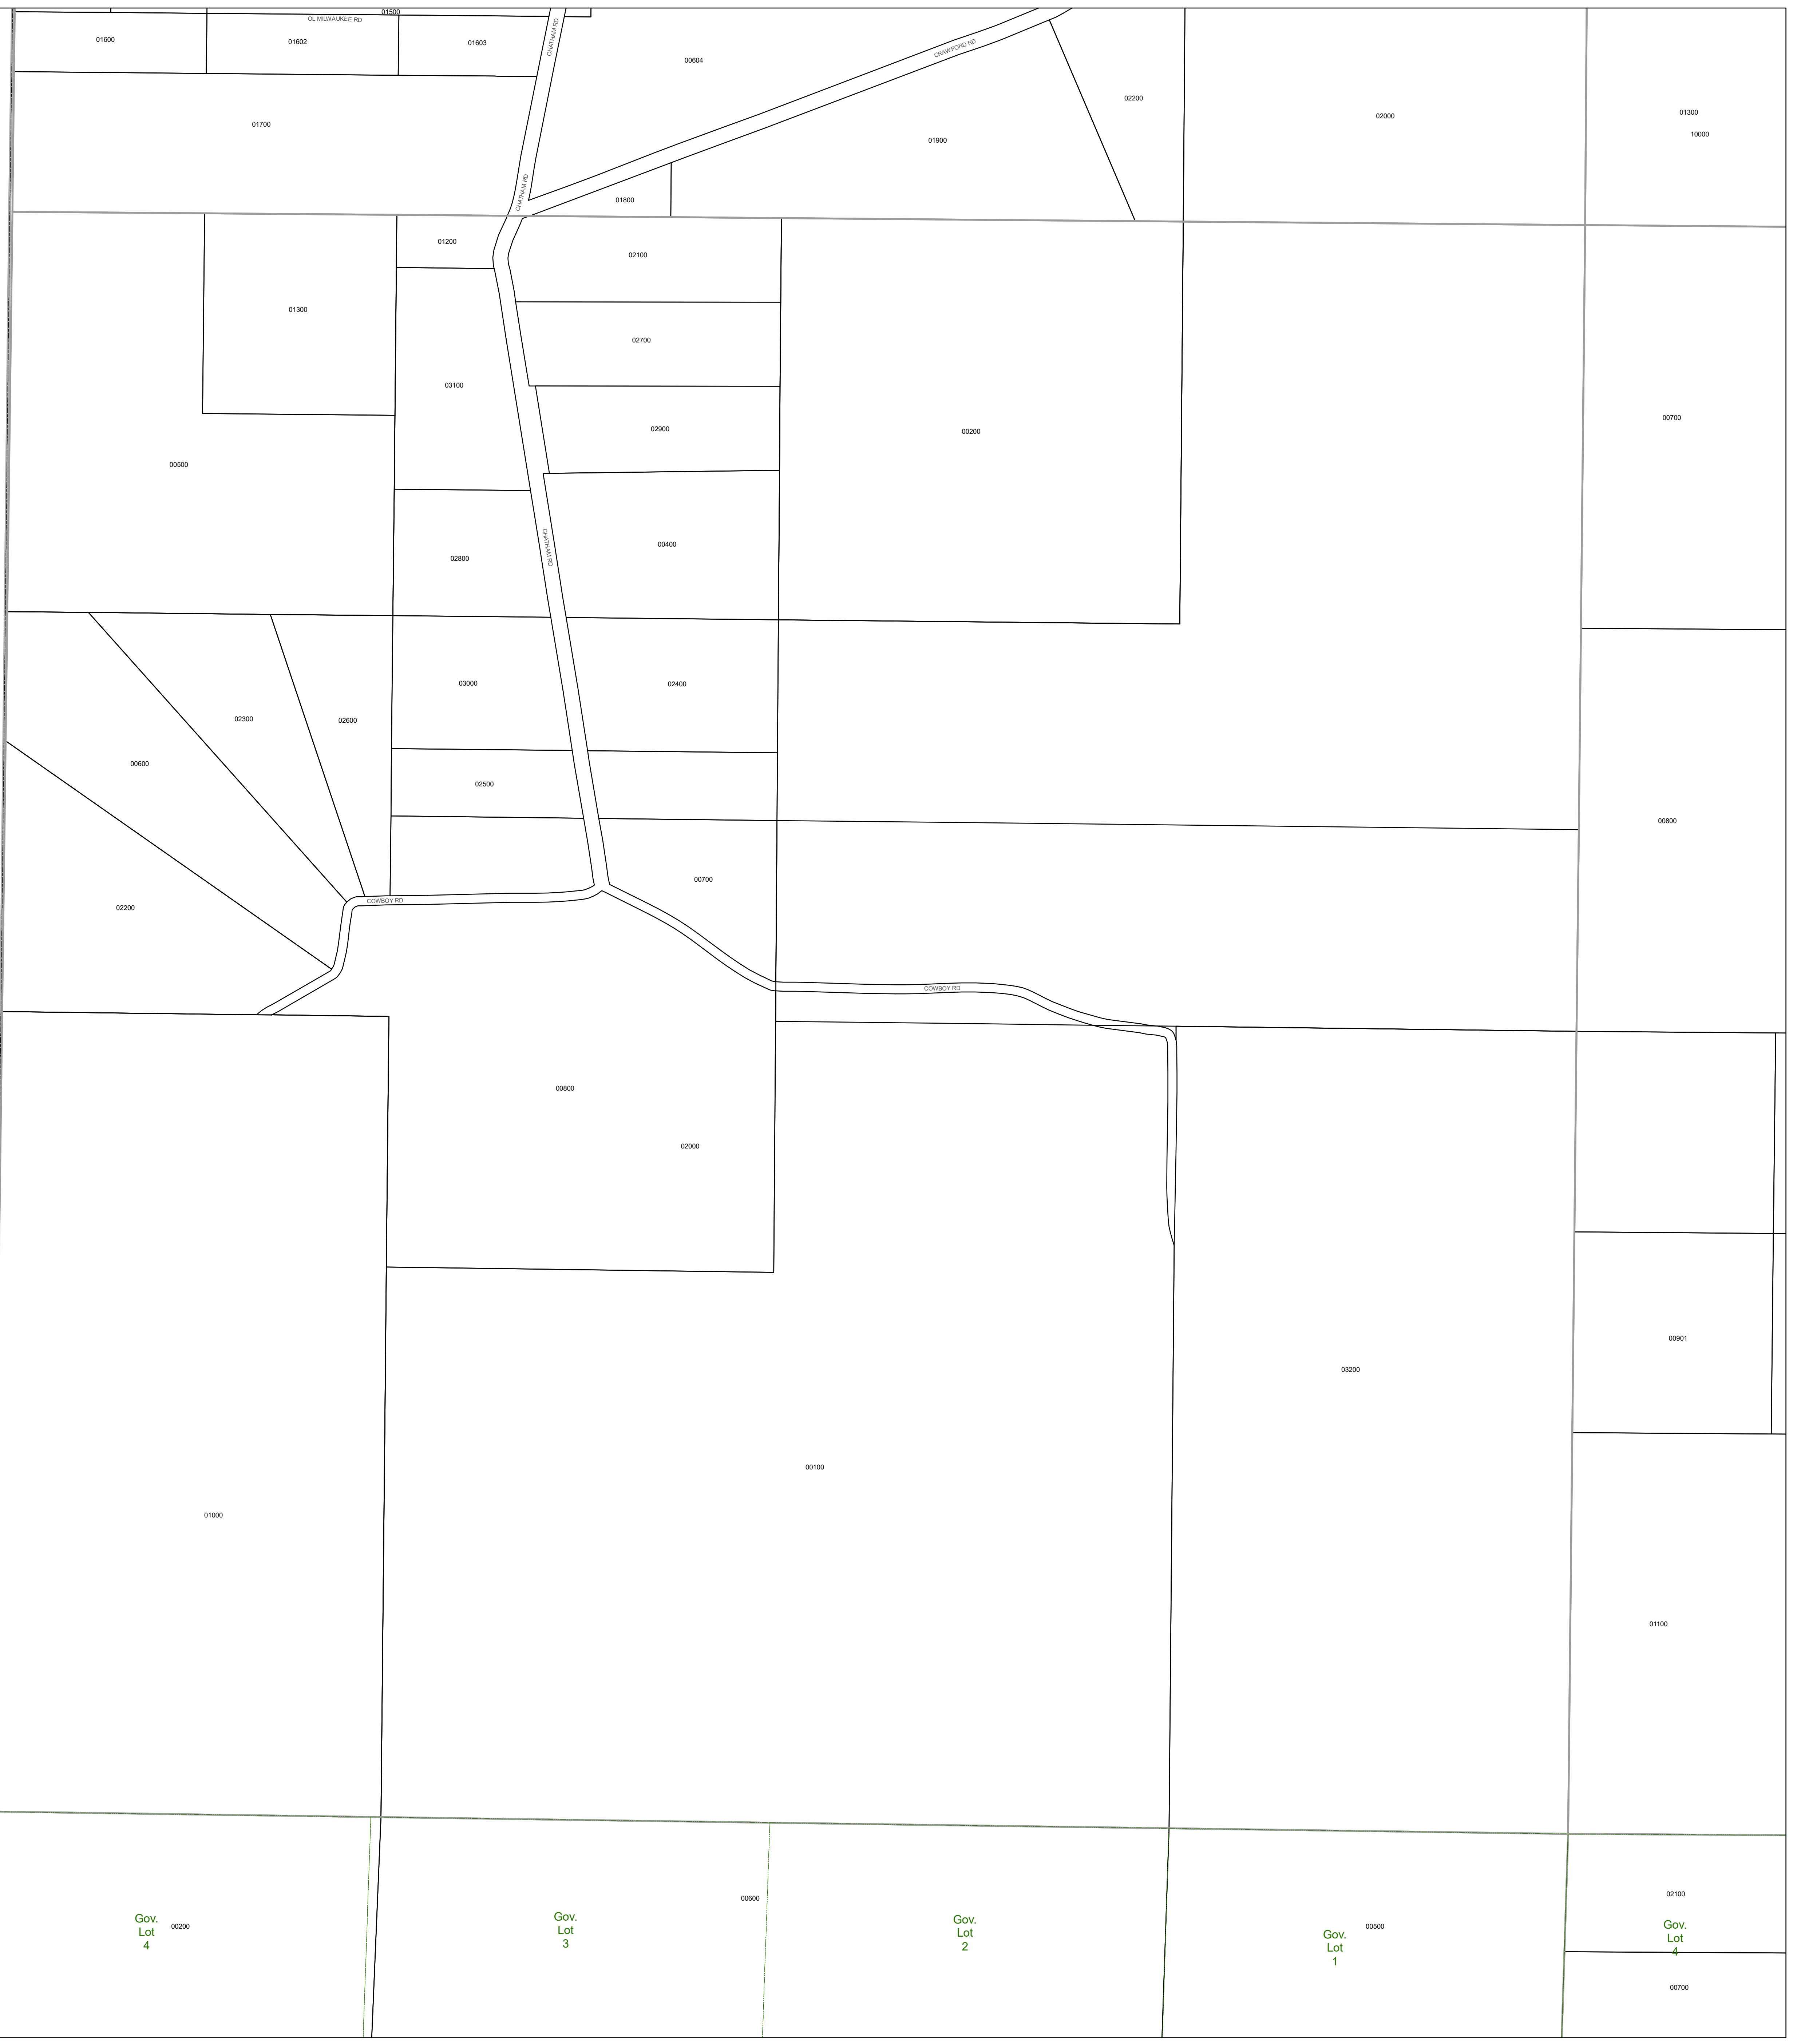 01500
OL MILWAUKEE RD
01600
01602
01603
CHATHAM RD
00604
CRAWFORD RD
02200
02000
01300
10000
01700
01900
CHATHAM RD
01800
01200
02100
01300
02700
03100
02900
00200
00700
00500
CHATHAM RD
00400
02800
03000
02400
02300
02600
00600
02500
00800
00700
COWBOY RD
02200
COWBOY RD
00800
02000
00901
03200
00100
01000
01100
00600
02100
Gov.
Lot
4
00200
Gov.
Lot
3
Gov.
Lot
2
00500
Gov.
Lot
1
Gov.
Lot
4
00700